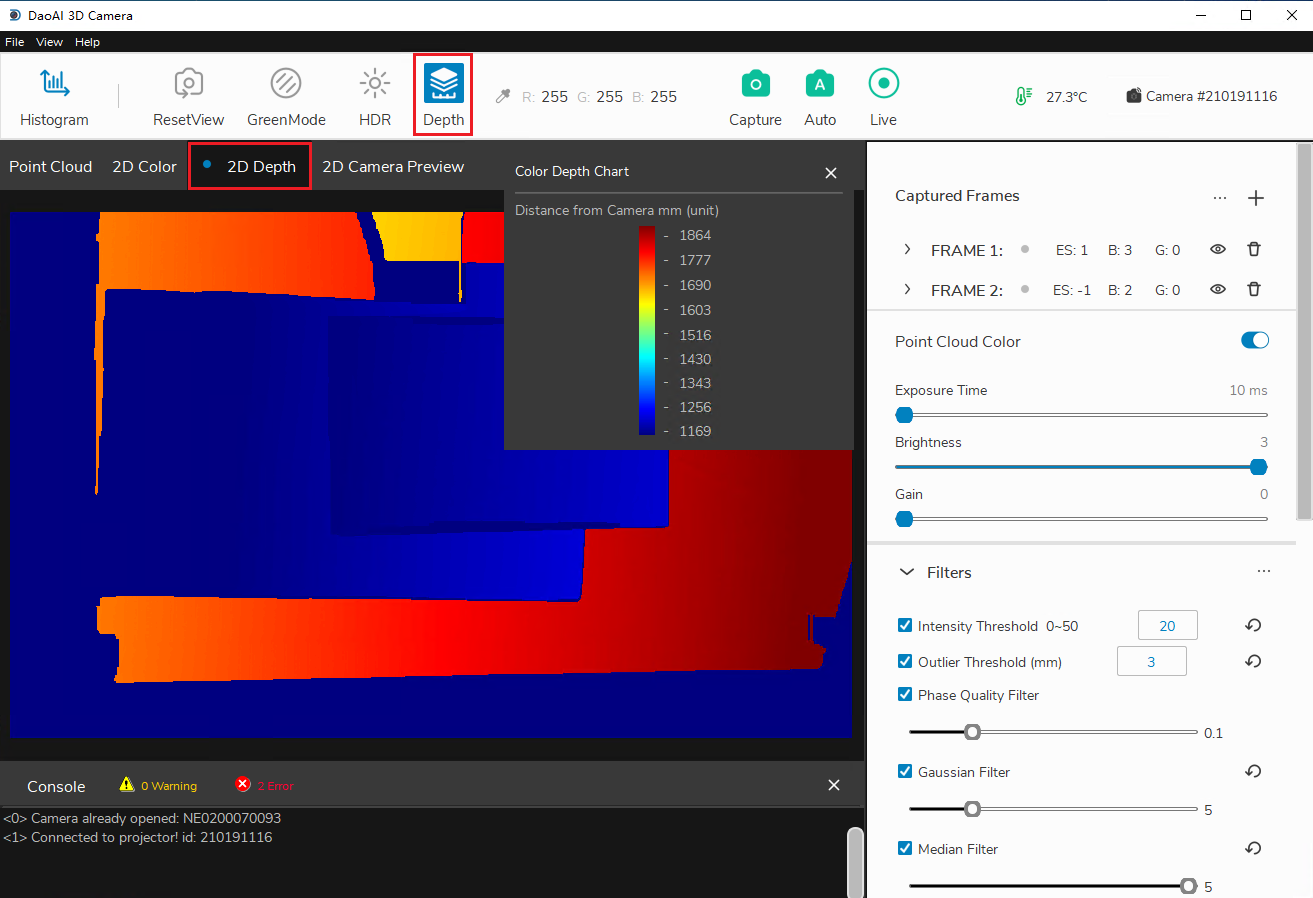 DaoAI 3D Camera
File View Help
Histogram ResetView GreenMode HDR Depth R: 255 G: 255 B: 255 Capture Auto Live 27.3°C Camera #210191116
Point Cloud 2D Color 2D Depth 2D Camera Preview
Color Depth Chart
Distance from Camera mm (unit)
- 1864
- 1777
- 1690
- 1603
- 1516
- 1430
- 1343
- 1256
- 1169
Captured Frames ... +
FRAME 1: ES: 1 B: 3 G: 0
FRAME 2: ES: -1 B: 2 G: 0
Point Cloud Color
Exposure Time 10 ms
Brightness 3
Gain 0
Filters ...
Intensity Threshold 0~50 20
Outlier Threshold (mm) 3
Phase Quality Filter
0.1
Gaussian Filter
5
Median Filter
5
Console 0 Warning 2 Error
<0> Camera already opened: NE0200070093
<1> Connected to projector! id: 210191116